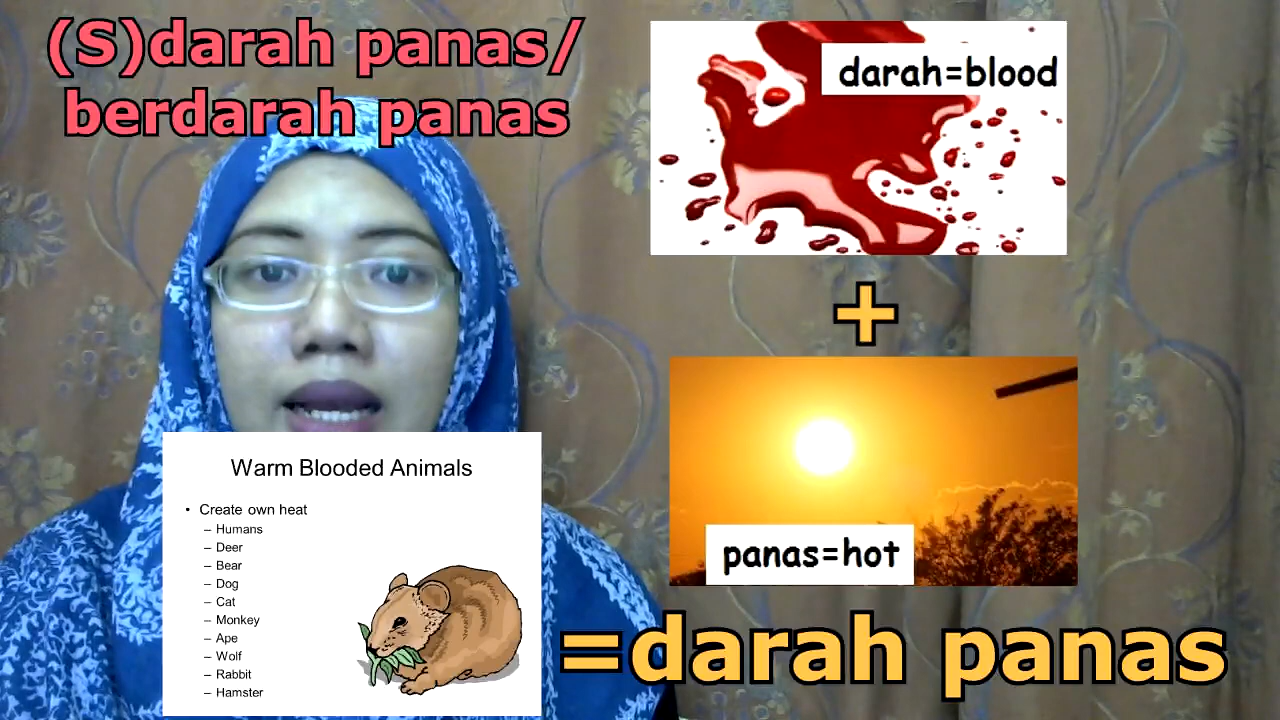 (S)darah panas/
berdarah panas
darah=blood
+
panas=hot
=darah panas
Warm Blooded Animals
• Create own heat
– Humans
– Deer
– Bear
– Dog
– Cat
– Monkey
– Ape
– Wolf
– Rabbit
– Hamster